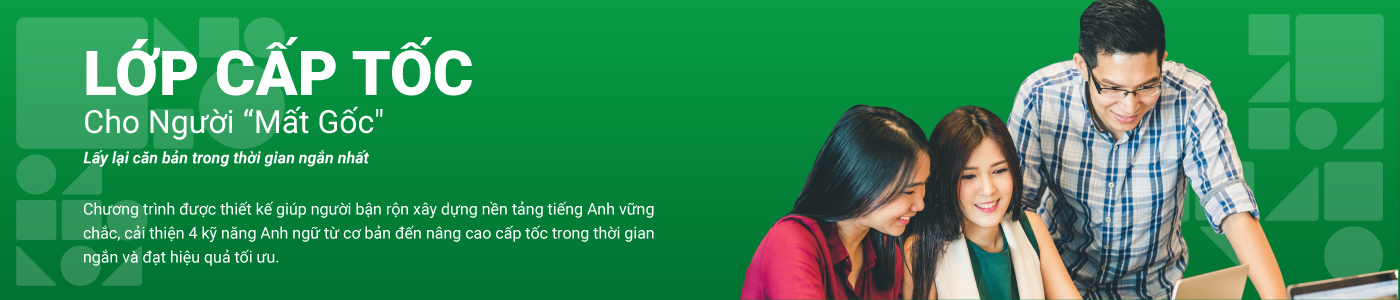 LỚP CẤP TỐC
Cho Người “Mất Gốc"
Lấy lại căn bản trong thời gian ngắn nhất
Chương trình được thiết kế giúp người bận rộn xây dựng nền tảng tiếng Anh vững
chắc, cải thiện 4 kỹ năng Anh ngữ từ cơ bản đến nâng cao cấp tốc trong thời gian
ngắn và đạt hiệu quả tối ưu.